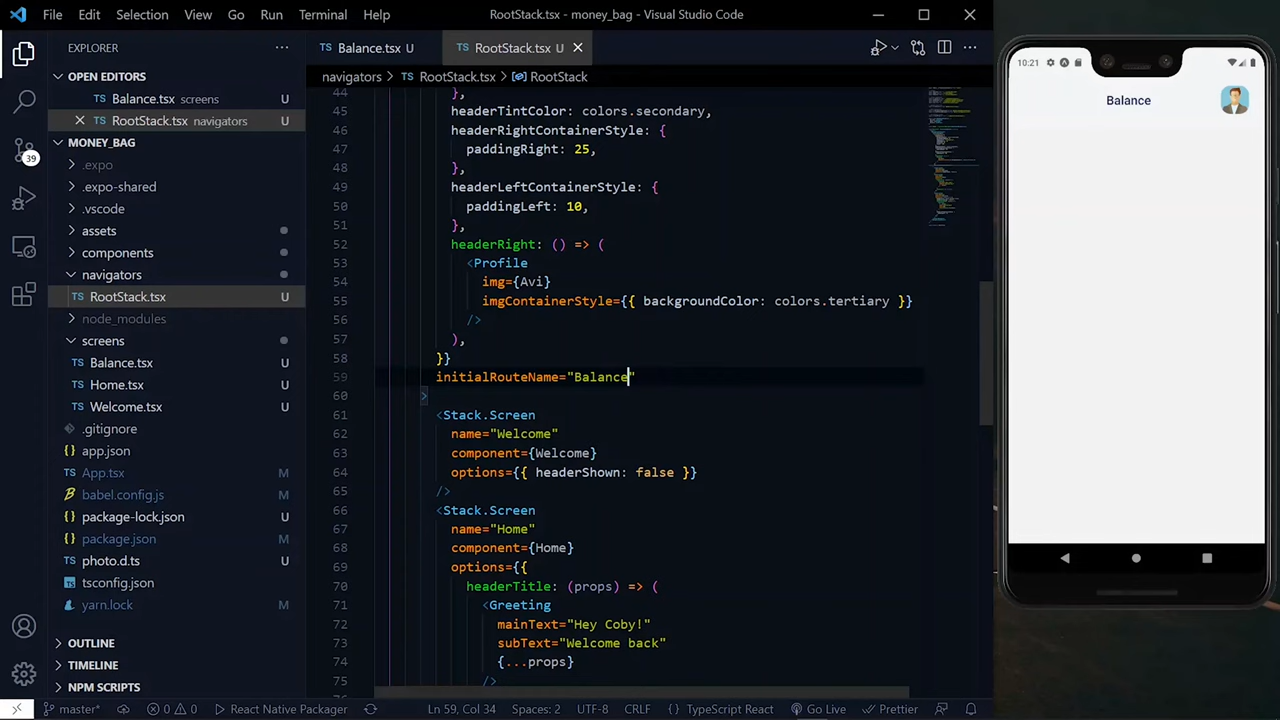 File Edit Selection View Go Run Terminal Help
RootStack.tsx - money_bag - Visual Studio Code
EXPLORER
OPEN EDITORS
Balance.tsx screens U
RootStack.tsx navigators U
MONEY_BAG
.expo
.expo-shared
.vscode
assets
components
navigators
RootStack.tsx U
node_modules
screens
Balance.tsx U
Home.tsx U
Welcome.tsx U
.gitignore
app.json
App.tsx M
babel.config.js M
package-lock.json U
package.json M
photo.d.ts U
tsconfig.json
yarn.lock M
OUTLINE
TIMELINE
NPM SCRIPTS
39
Balance.tsx U
RootStack.tsx U
navigators > RootStack.tsx > RootStack
44 },
45 headerTintColor: colors.secondary,
46 headerRightContainerStyle: {
47 paddingRight: 25,
48 },
49 headerLeftContainerStyle: {
50 paddingLeft: 10,
51 },
52 headerRight: () => (
53 <Profile
54 img={Avi}
55 imgContainerStyle={{ backgroundColor: colors.tertiary }}
56 />
57 ),
58 }}
59 initialRouteName="Balance"
60 >
61 <Stack.Screen
62 name="Welcome"
63 component={Welcome}
64 options={{ headerShown: false }}
65 />
66 <Stack.Screen
67 name="Home"
68 component={Home}
69 options={{
70 headerTitle: (props) => (
71 <Greeting
72 mainText="Hey Coby!"
73 subText="Welcome back"
74 {...props}
75 />
10:21
Balance
master* 0 0 React Native Packager Ln 59, Col 34 Spaces: 2 UTF-8 CRLF { } TypeScript React Go Live Prettier